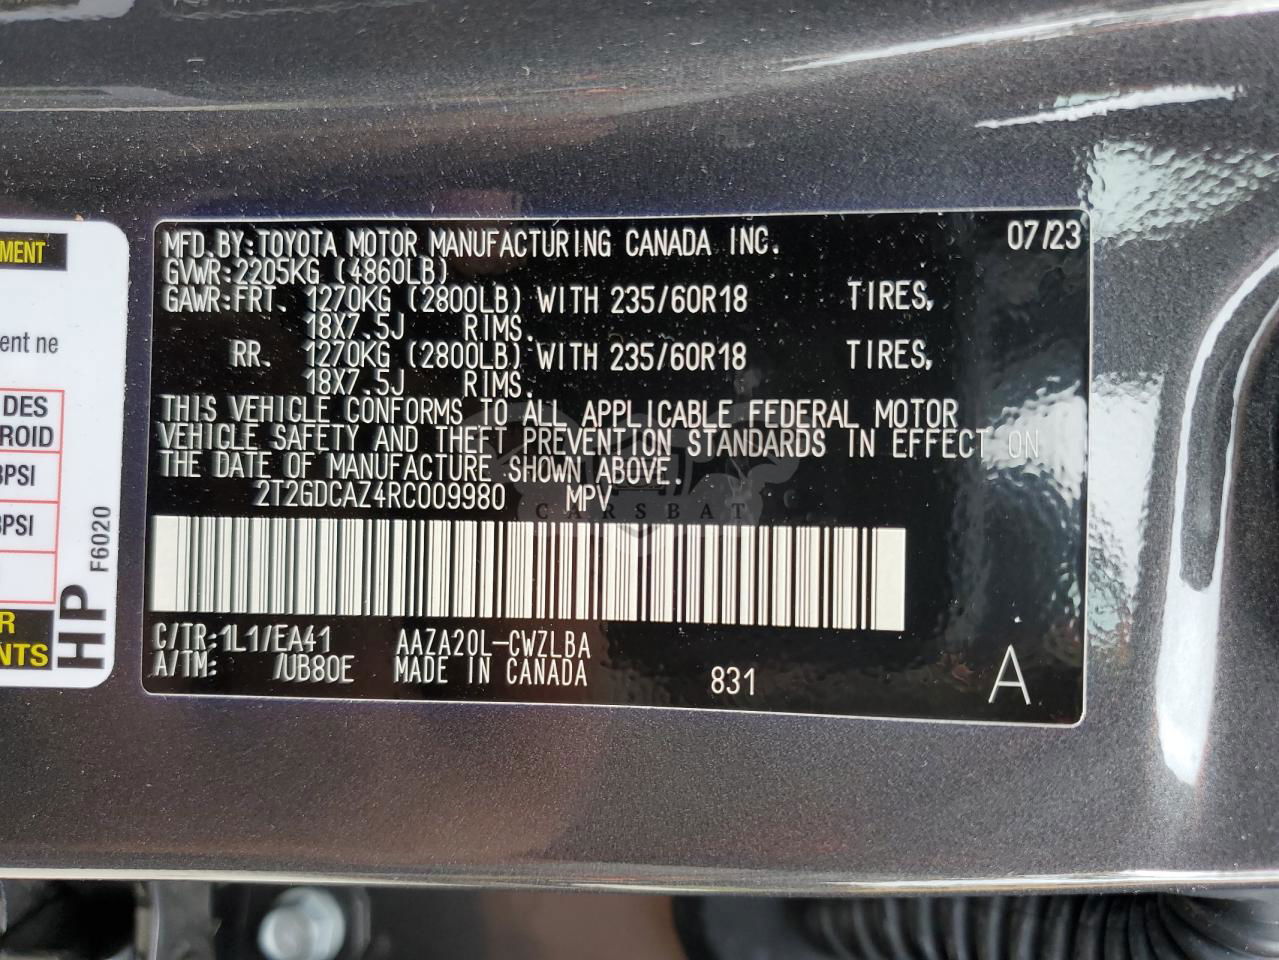 MENT
ent ne
DES
ROID
PSI
PSI
R
NTS
HP
F6020
MFD.BY:TOYOTA MOTOR MANUFACTURING CANADA INC. 07/23
GVWR:2205KG (4860LB)
GAWR:FRT. 1270KG (2800LB) WITH 235/60R18 TIRES,
18X7.5J RIMS.
RR. 1270KG (2800LB) WITH 235/60R18 TIRES,
18X7.5J RIMS.
THIS VEHICLE CONFORMS TO ALL APPLICABLE FEDERAL MOTOR
VEHICLE SAFETY AND THEFT PREVENTION STANDARDS IN EFFECT ON
THE DATE OF MANUFACTURE SHOWN ABOVE.
2T2GDCAZ4RC009980 MPV
CARSBAT
C/TR:1L1/EA41 AAZA20L-CWZLBA
A/TM: /UB80E MADE IN CANADA 831 A